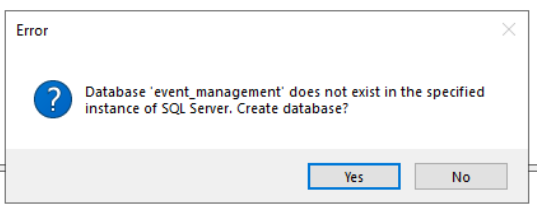 Error
Database 'event_management' does not exist in the specified
instance of SQL Server. Create database?
Yes
No